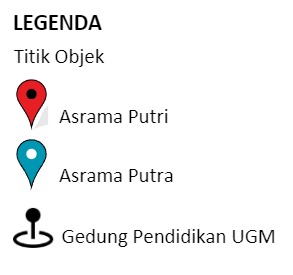 LEGENDA
Titik Objek
Asrama Putri
Asrama Putra
Gedung Pendidikan UGM